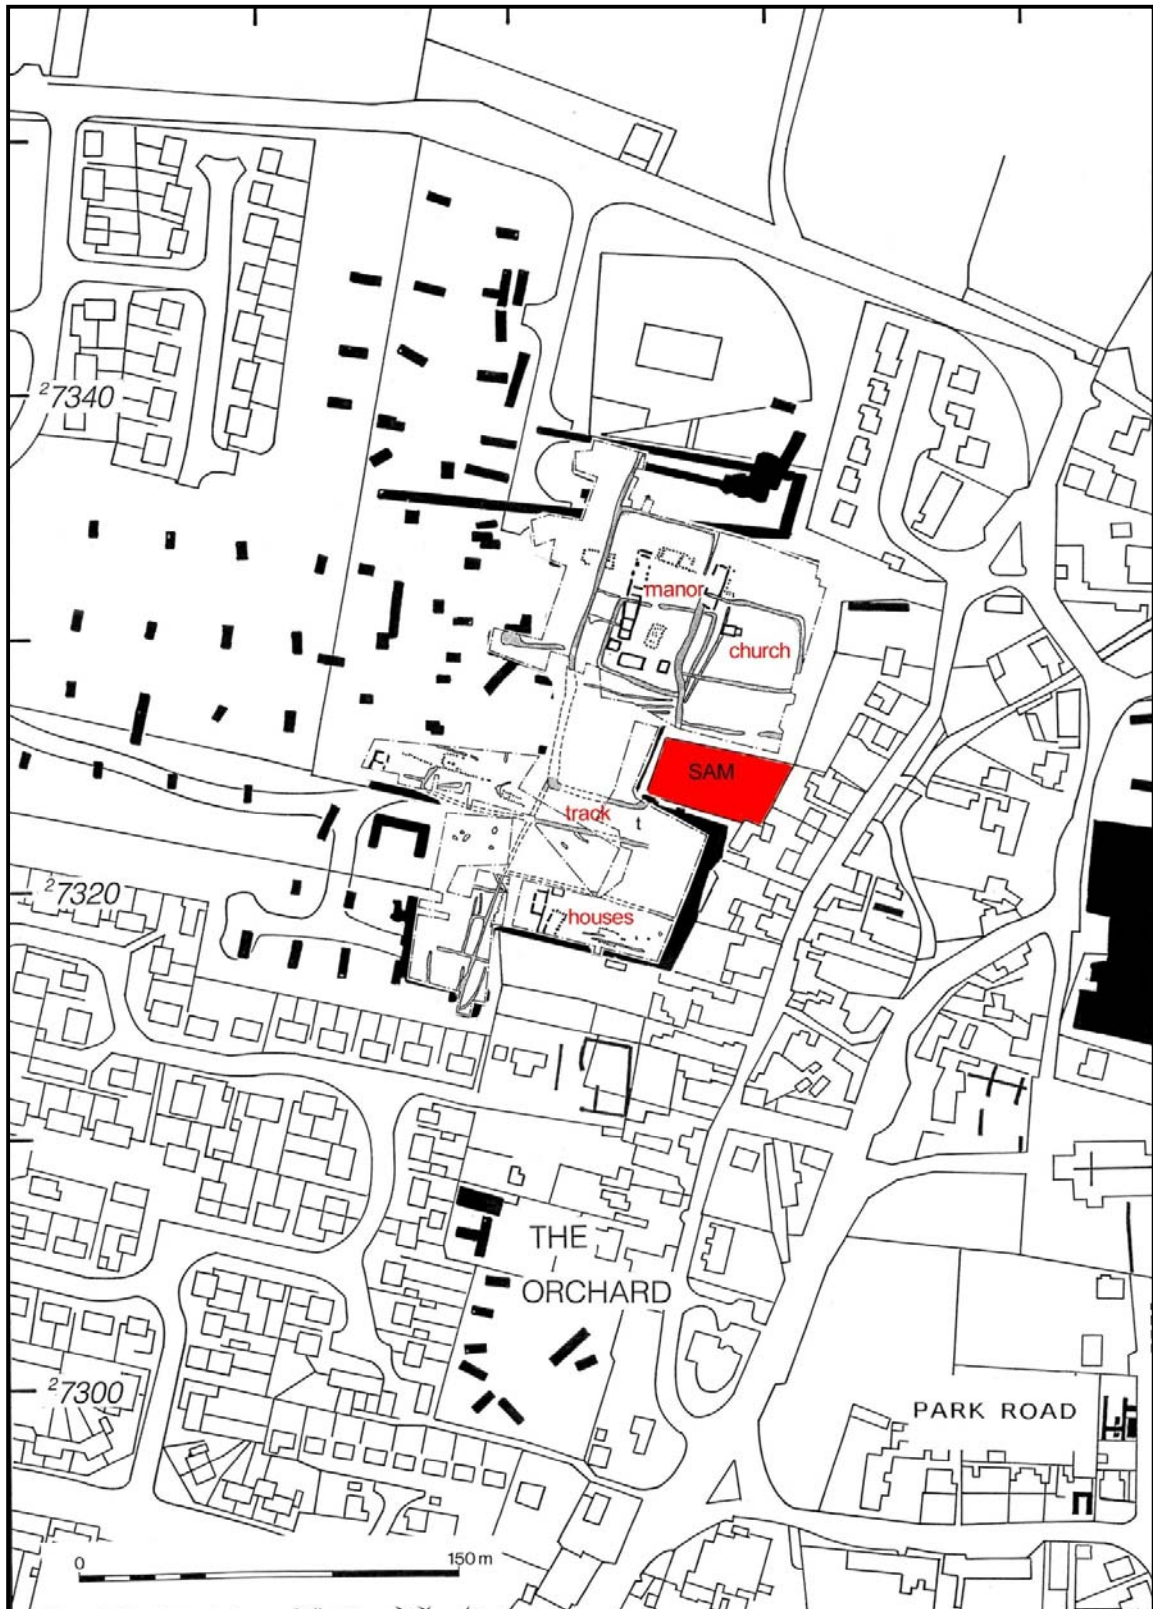 ²7340
manor
church
SAM
track
t
²7320
houses
THE
ORCHARD
²7300
PARK ROAD
0
150 m